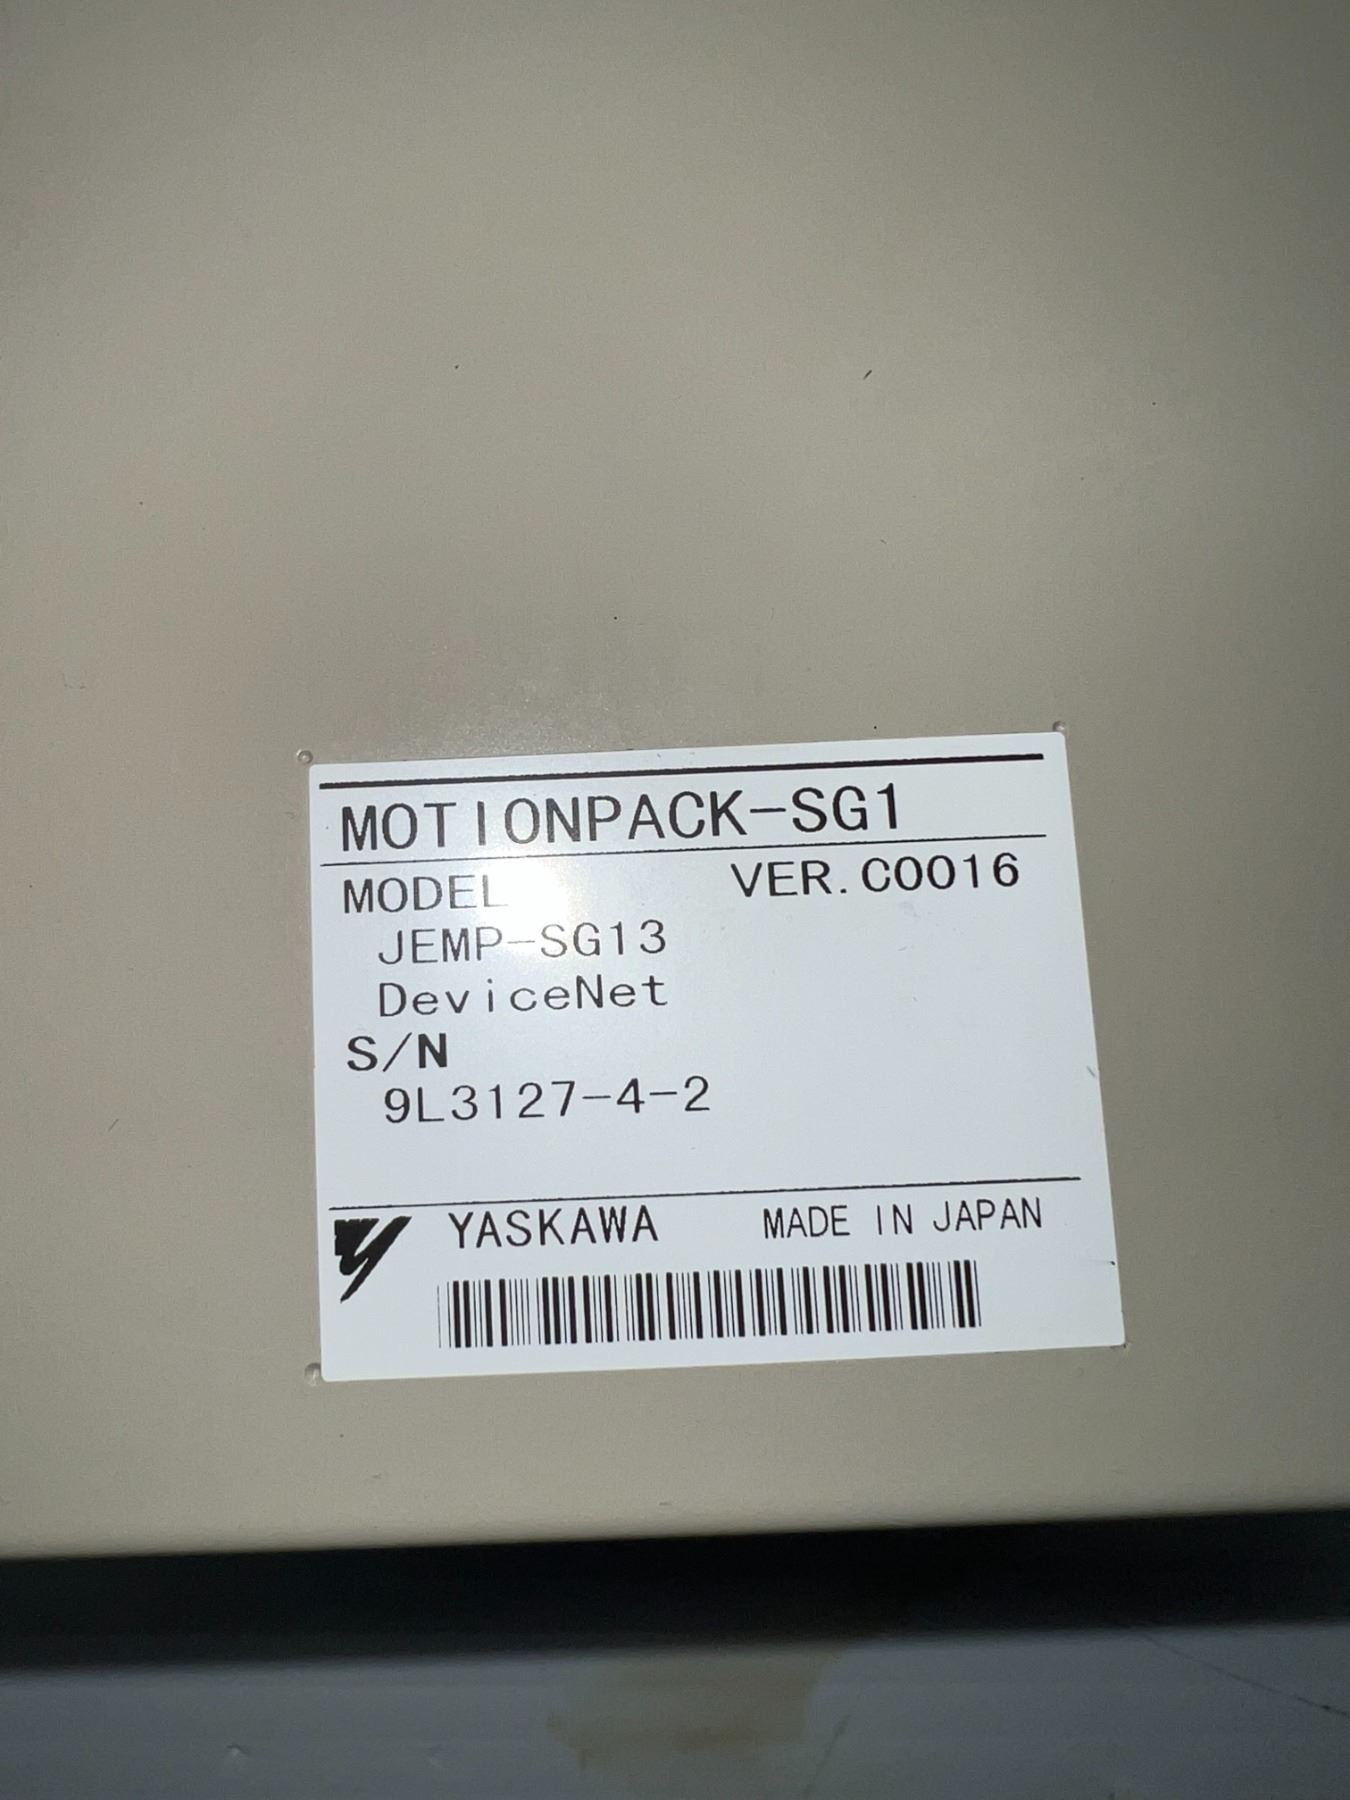 MOTIONPACK-SG1
MODEL VER.C0016
JEMP-SG13
DeviceNet
S/N
9L3127-4-2
YASKAWA MADE IN JAPAN